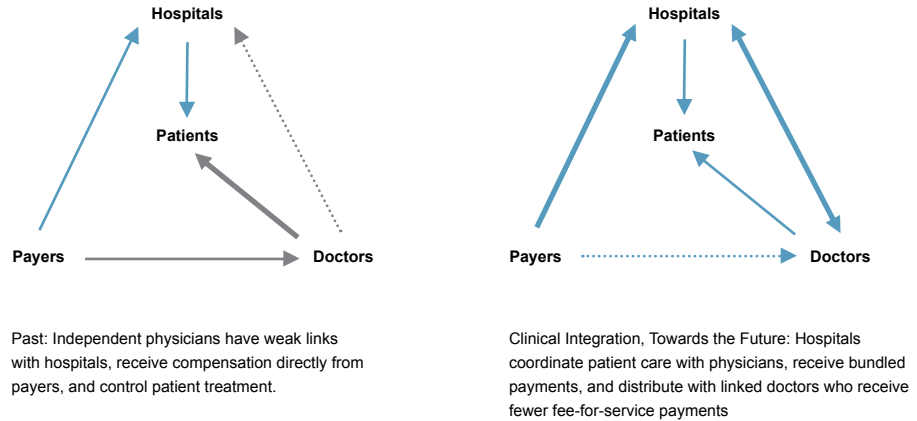 Hospitals
Patients
Payers
Doctors
Past: Independent physicians have weak links
with hospitals, receive compensation directly from
payers, and control patient treatment.
Hospitals
Patients
Payers
Doctors
Clinical Integration, Towards the Future: Hospitals
coordinate patient care with physicians, receive bundled
payments, and distribute with linked doctors who receive
fewer fee-for-service payments